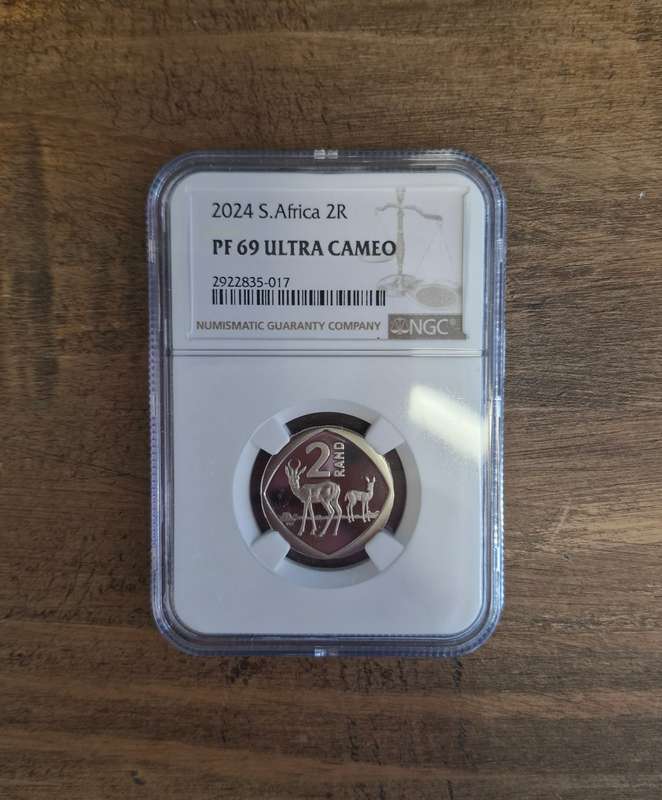 2024 S.Africa 2R
PF 69 ULTRA CAMEO
2922835-017
NUMISMATIC GUARANTY COMPANY NGC®
2
RAND